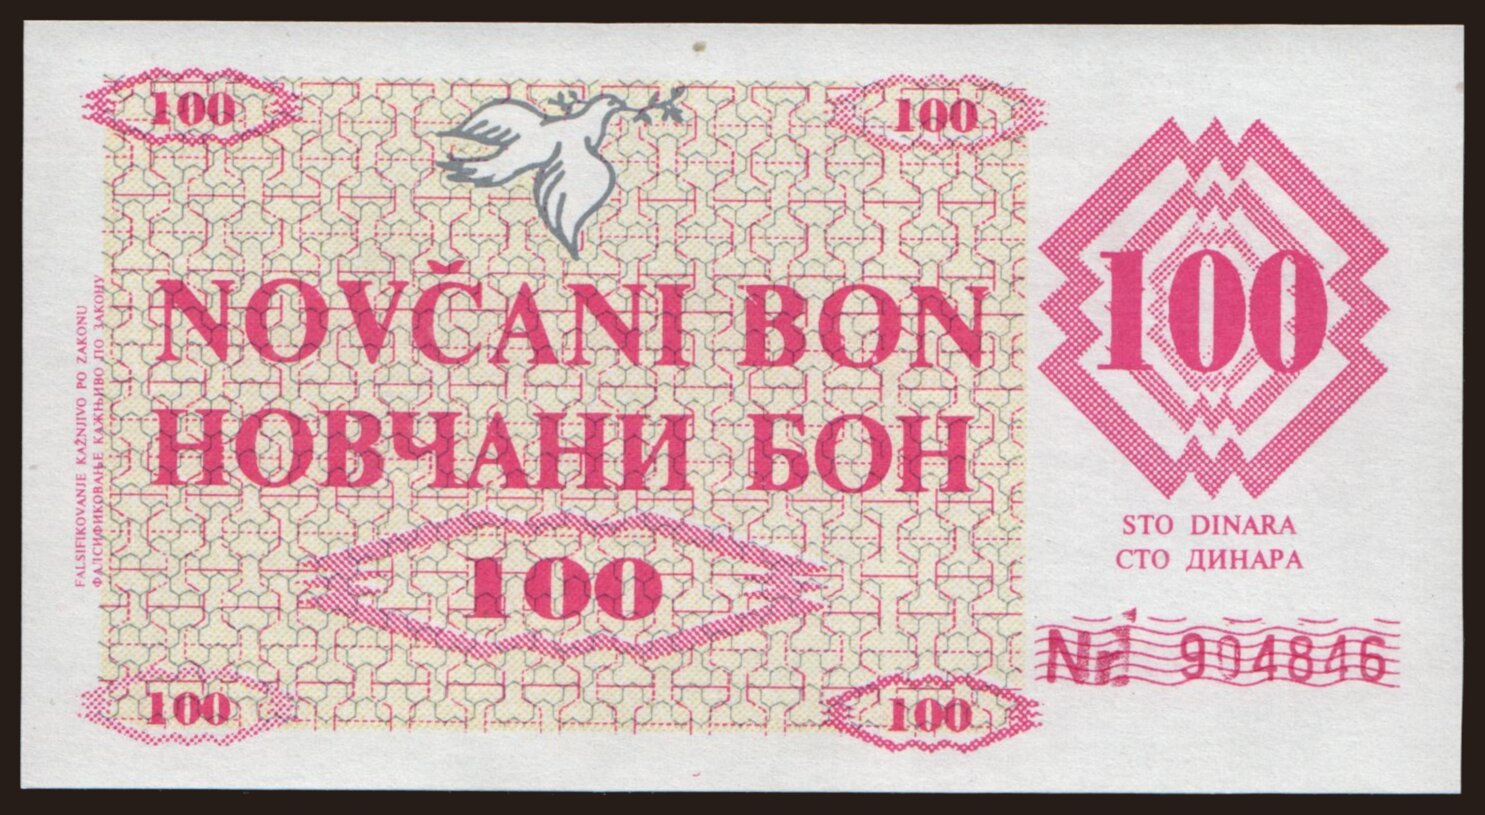 100
100
NOVČANI BON
НОВЧАНИ БОН
100
100
100
FALSIFIKOVANJE KAŽNJIVO PO ZAKONU
ФАЛСИФИКОВАЊЕ КАЖЊИВО ПО ЗАКОНУ
100
STO DINARA
СТО ДИНАРА
904846